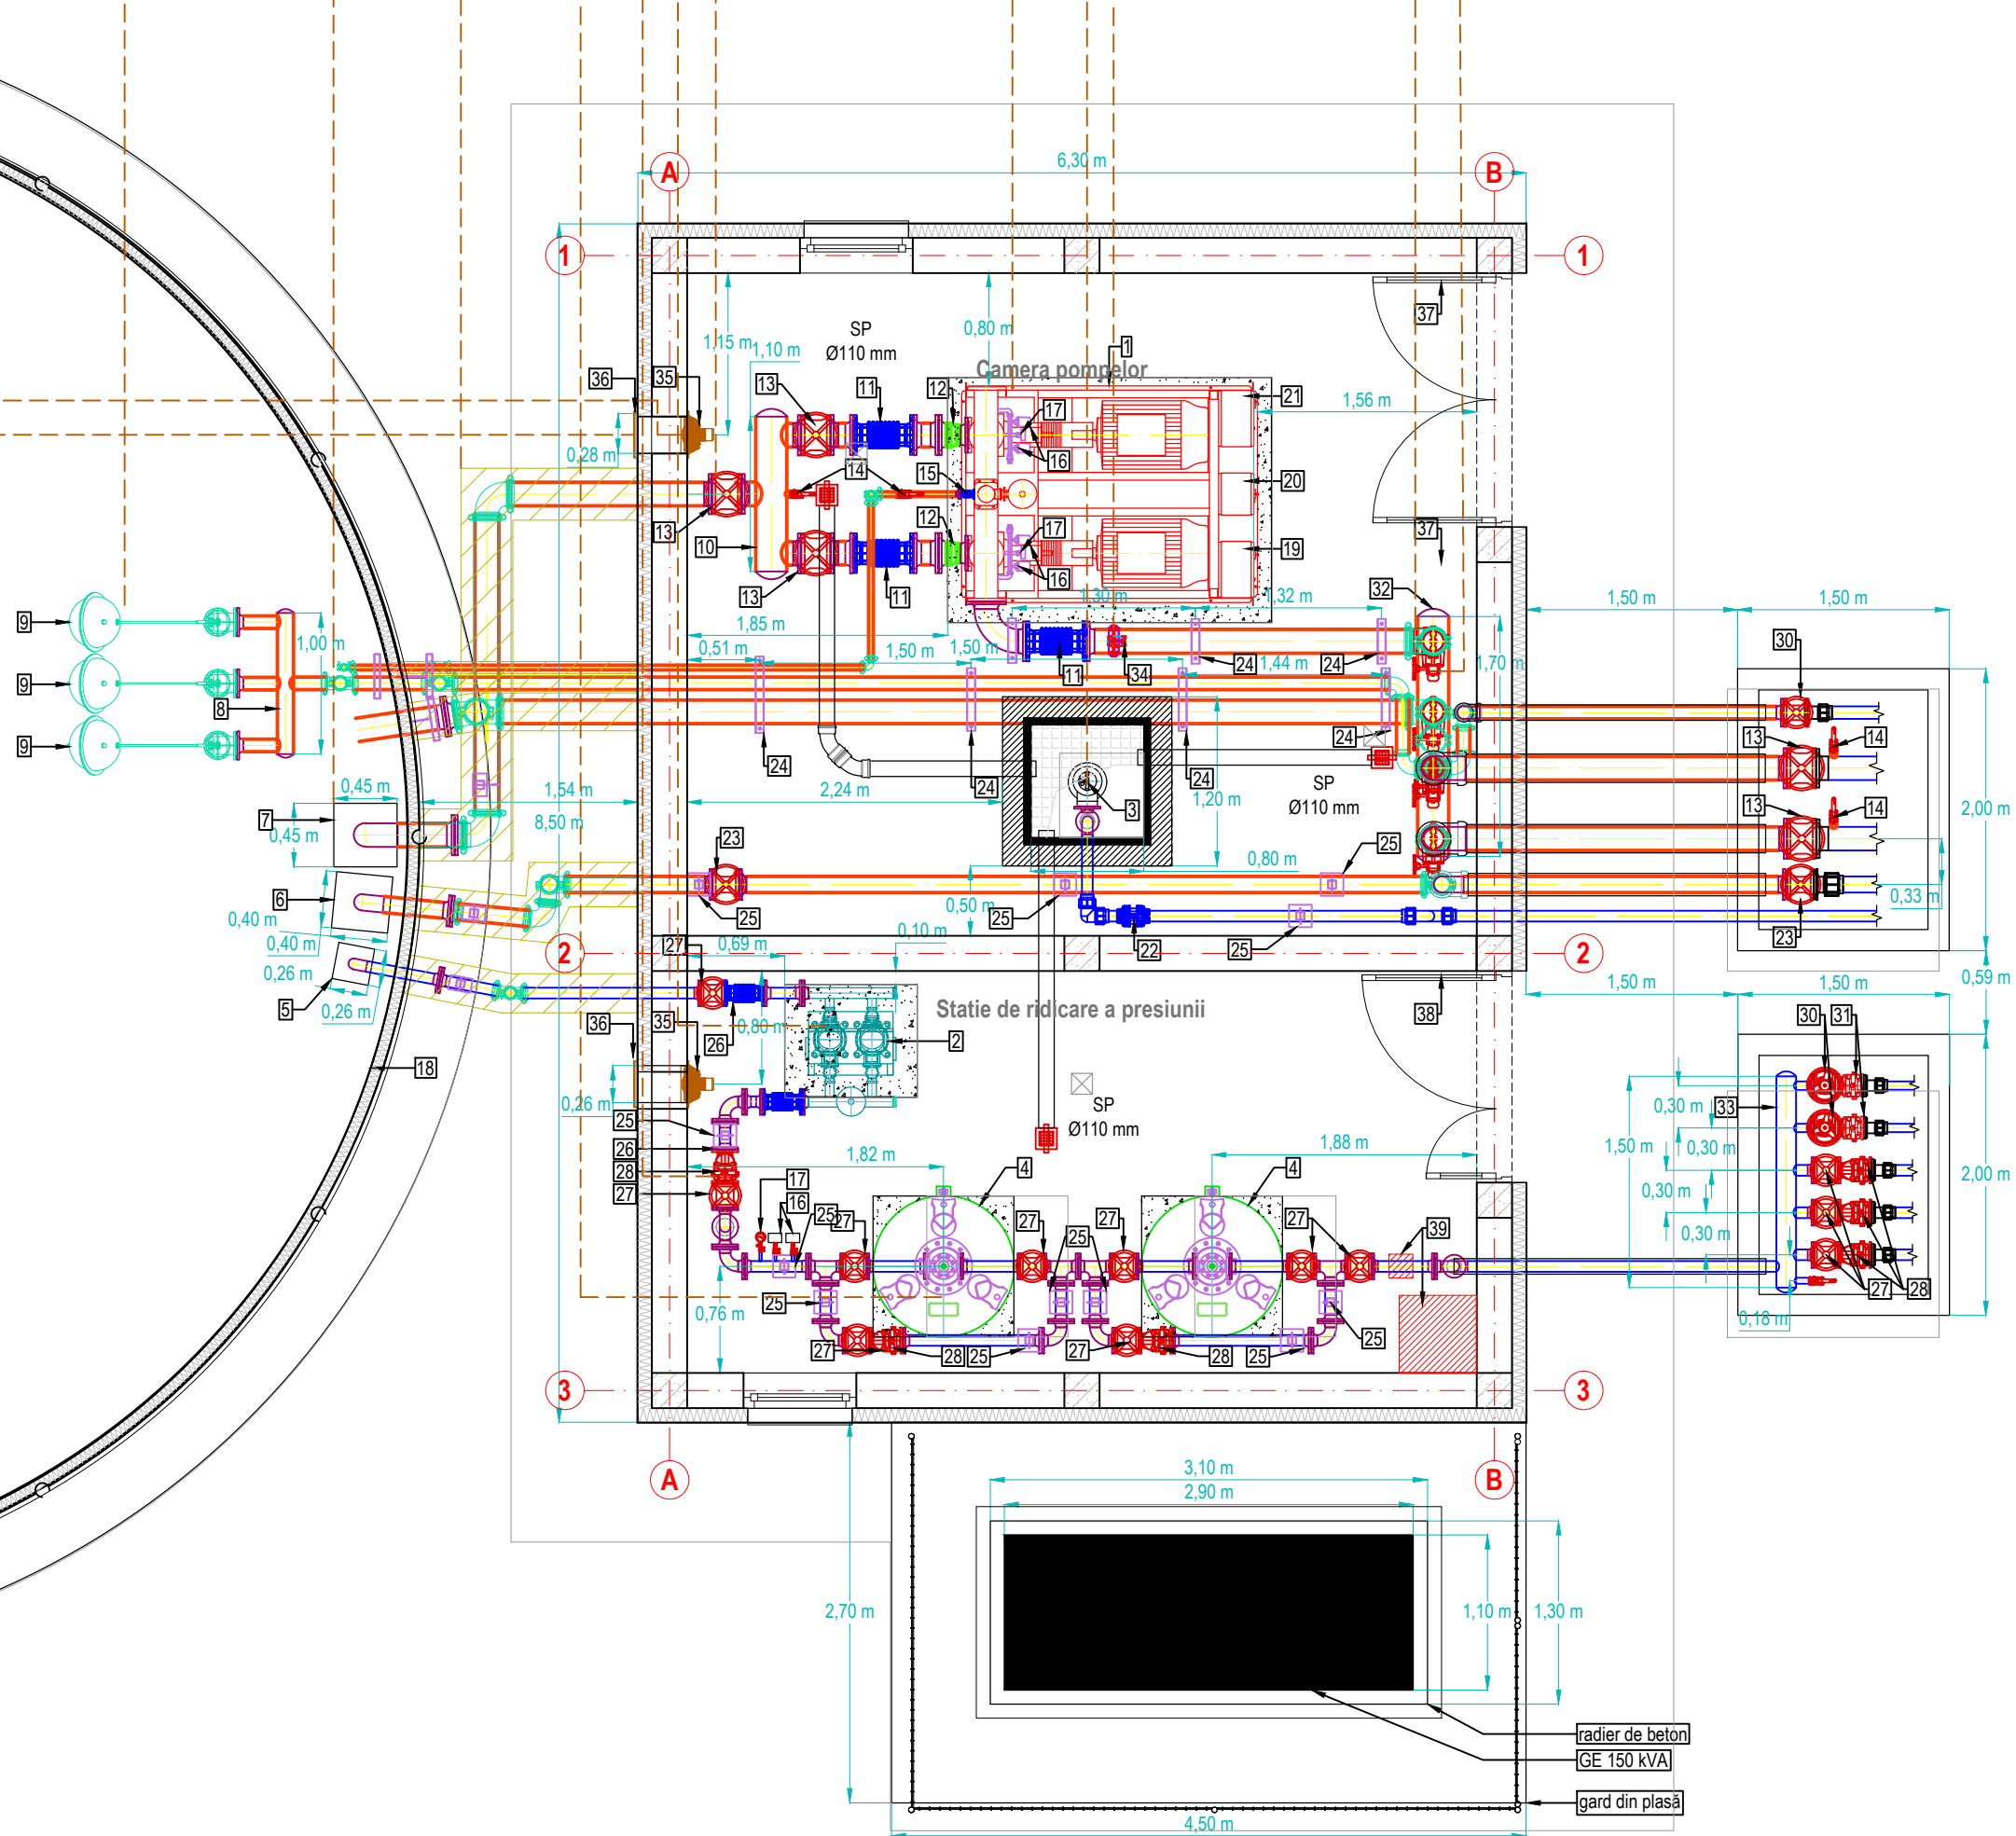 6,30 m
A
B
1
1
37
SP
Ø110 mm
1,15 m
0,80 m
1,10 m
1
Camera pompelor
36
35
13
11
12
17
21
1,56 m
0,28 m
16
14
15
20
13
10
12
17
37
19
13
11
16
32
1,30 m
1,32 m
1,50 m
1,50 m
9
1,00 m
1,85 m
0,51 m
1,50 m
1,50 m
11
34
24
1,44 m
24
1,70 m
30
9
8
13
14
24
9
24
24
24
0,45 m
1,54 m
2,24 m
3
1,20 m
SP
Ø110 mm
13
14
2,00 m
7
0,45 m
8,50 m
23
0,80 m
25
6
0,40 m
0,40 m
25
0,50 m
25
22
25
0,33 m
23
27
0,69 m
0,10 m
2
2
0,26 m
0,59 m
5
0,26 m
1,50 m
1,50 m
Statie de ridicare a presiunii
36
35
0,80 m
26
2
38
30
31
18
0,26 m
25
26
28
27
SP
Ø110 mm
1,82 m
4
1,88 m
4
33
0,30 m
1,50 m
0,30 m
0,30 m
0,30 m
2,00 m
17
16
25
27
27
25
27
27
39
27
28
0,18 m
25
0,76 m
25
27
28
25
27
28
25
3
3
A
B
3,10 m
2,90 m
2,70 m
1,10 m
1,30 m
radier de beton
GE 150 kVA
gard din plasă
4,50 m